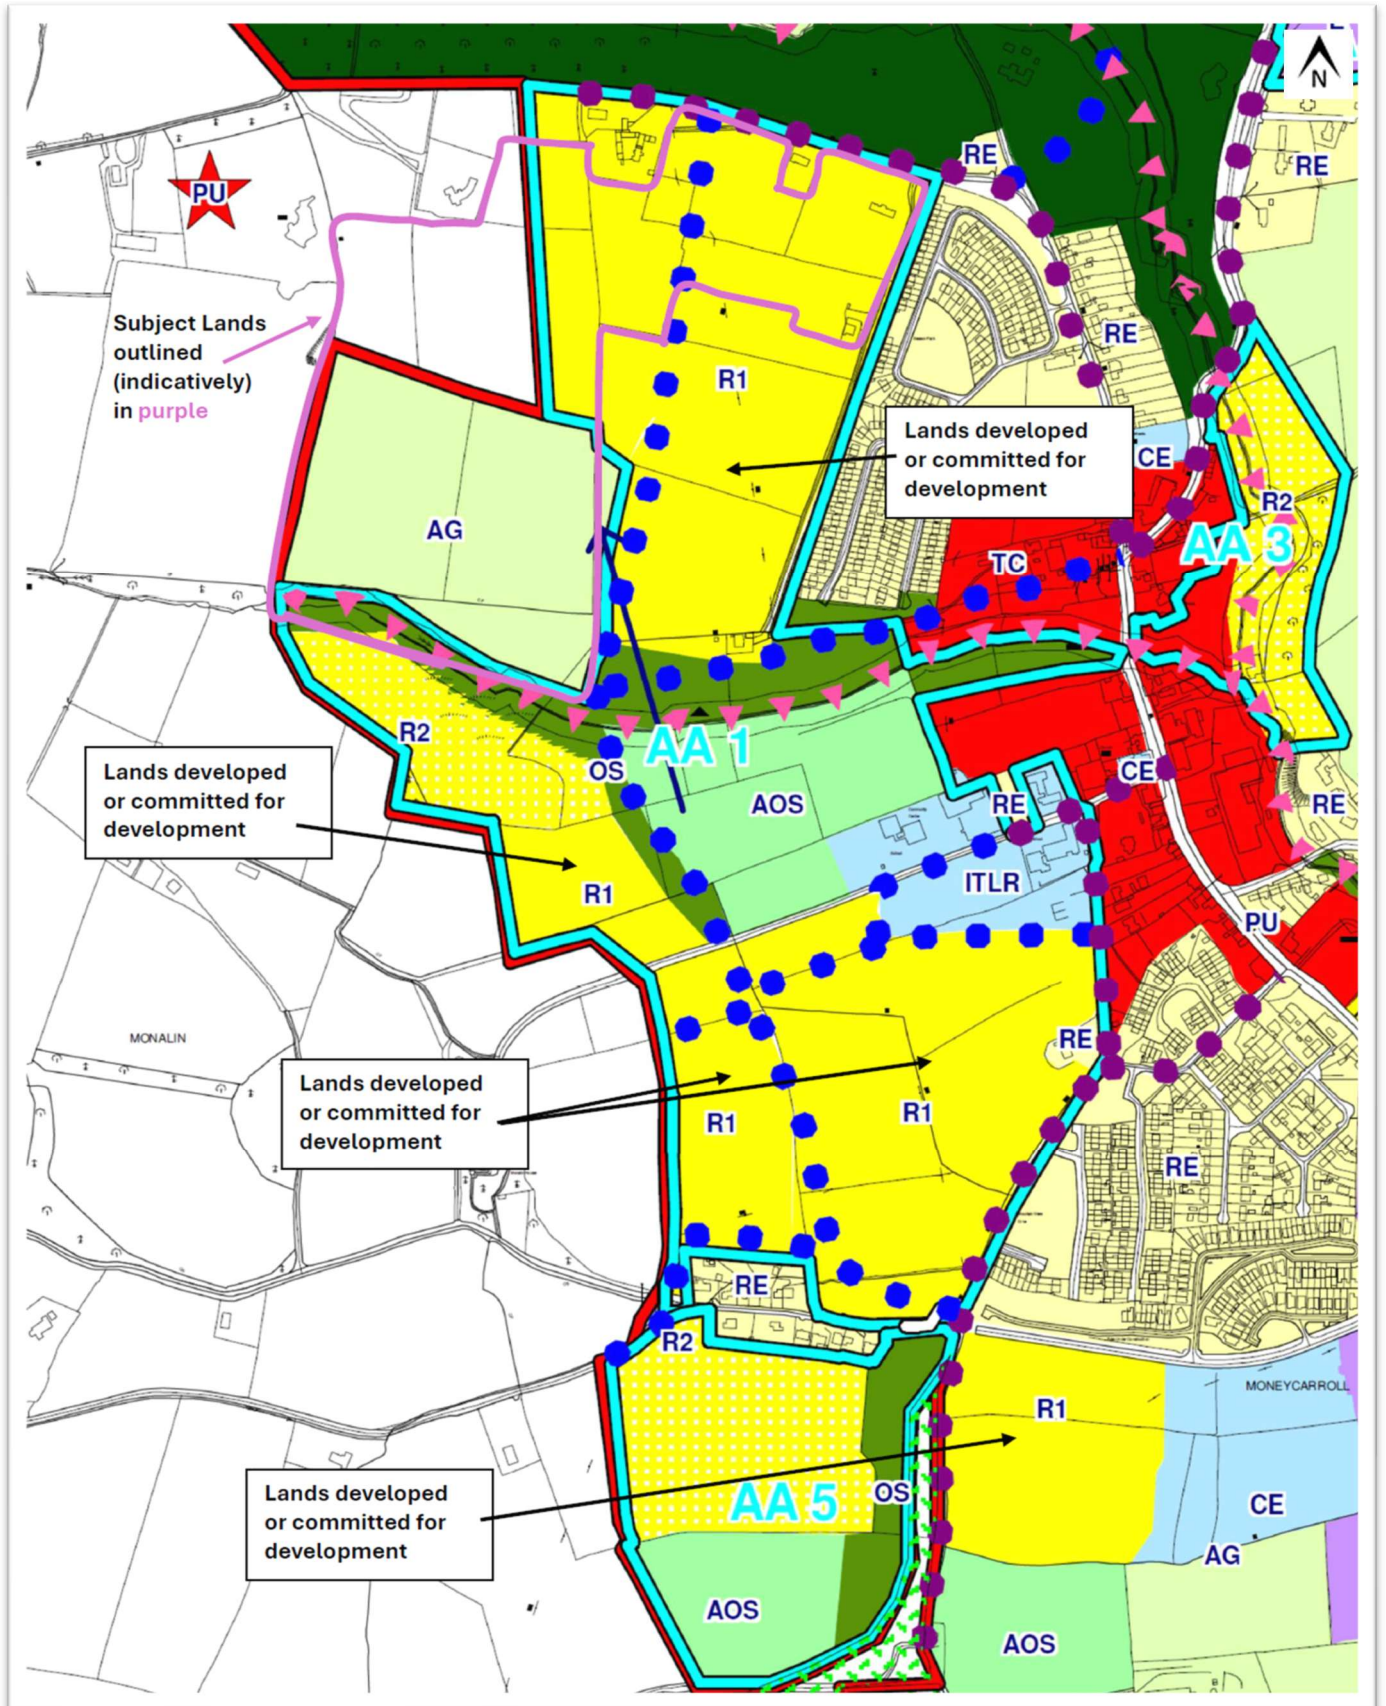 N
RE
RE
PU
Subject Lands
outlined
(indicatively)
in purple
RE
R1
Lands developed
or committed for
development
CE
R2
AG
AA 3
TC
R2
AA 1
OS
CE
Lands developed
or committed for
development
AOS
RE
RE
ITLR
R1
PU
MONALIN
RE
Lands developed
or committed for
development
R1
R1
RE
RE
R2
MONEYCARROLL
R1
Lands developed
or committed for
development
AA 5
OS
CE
AG
AOS
AOS